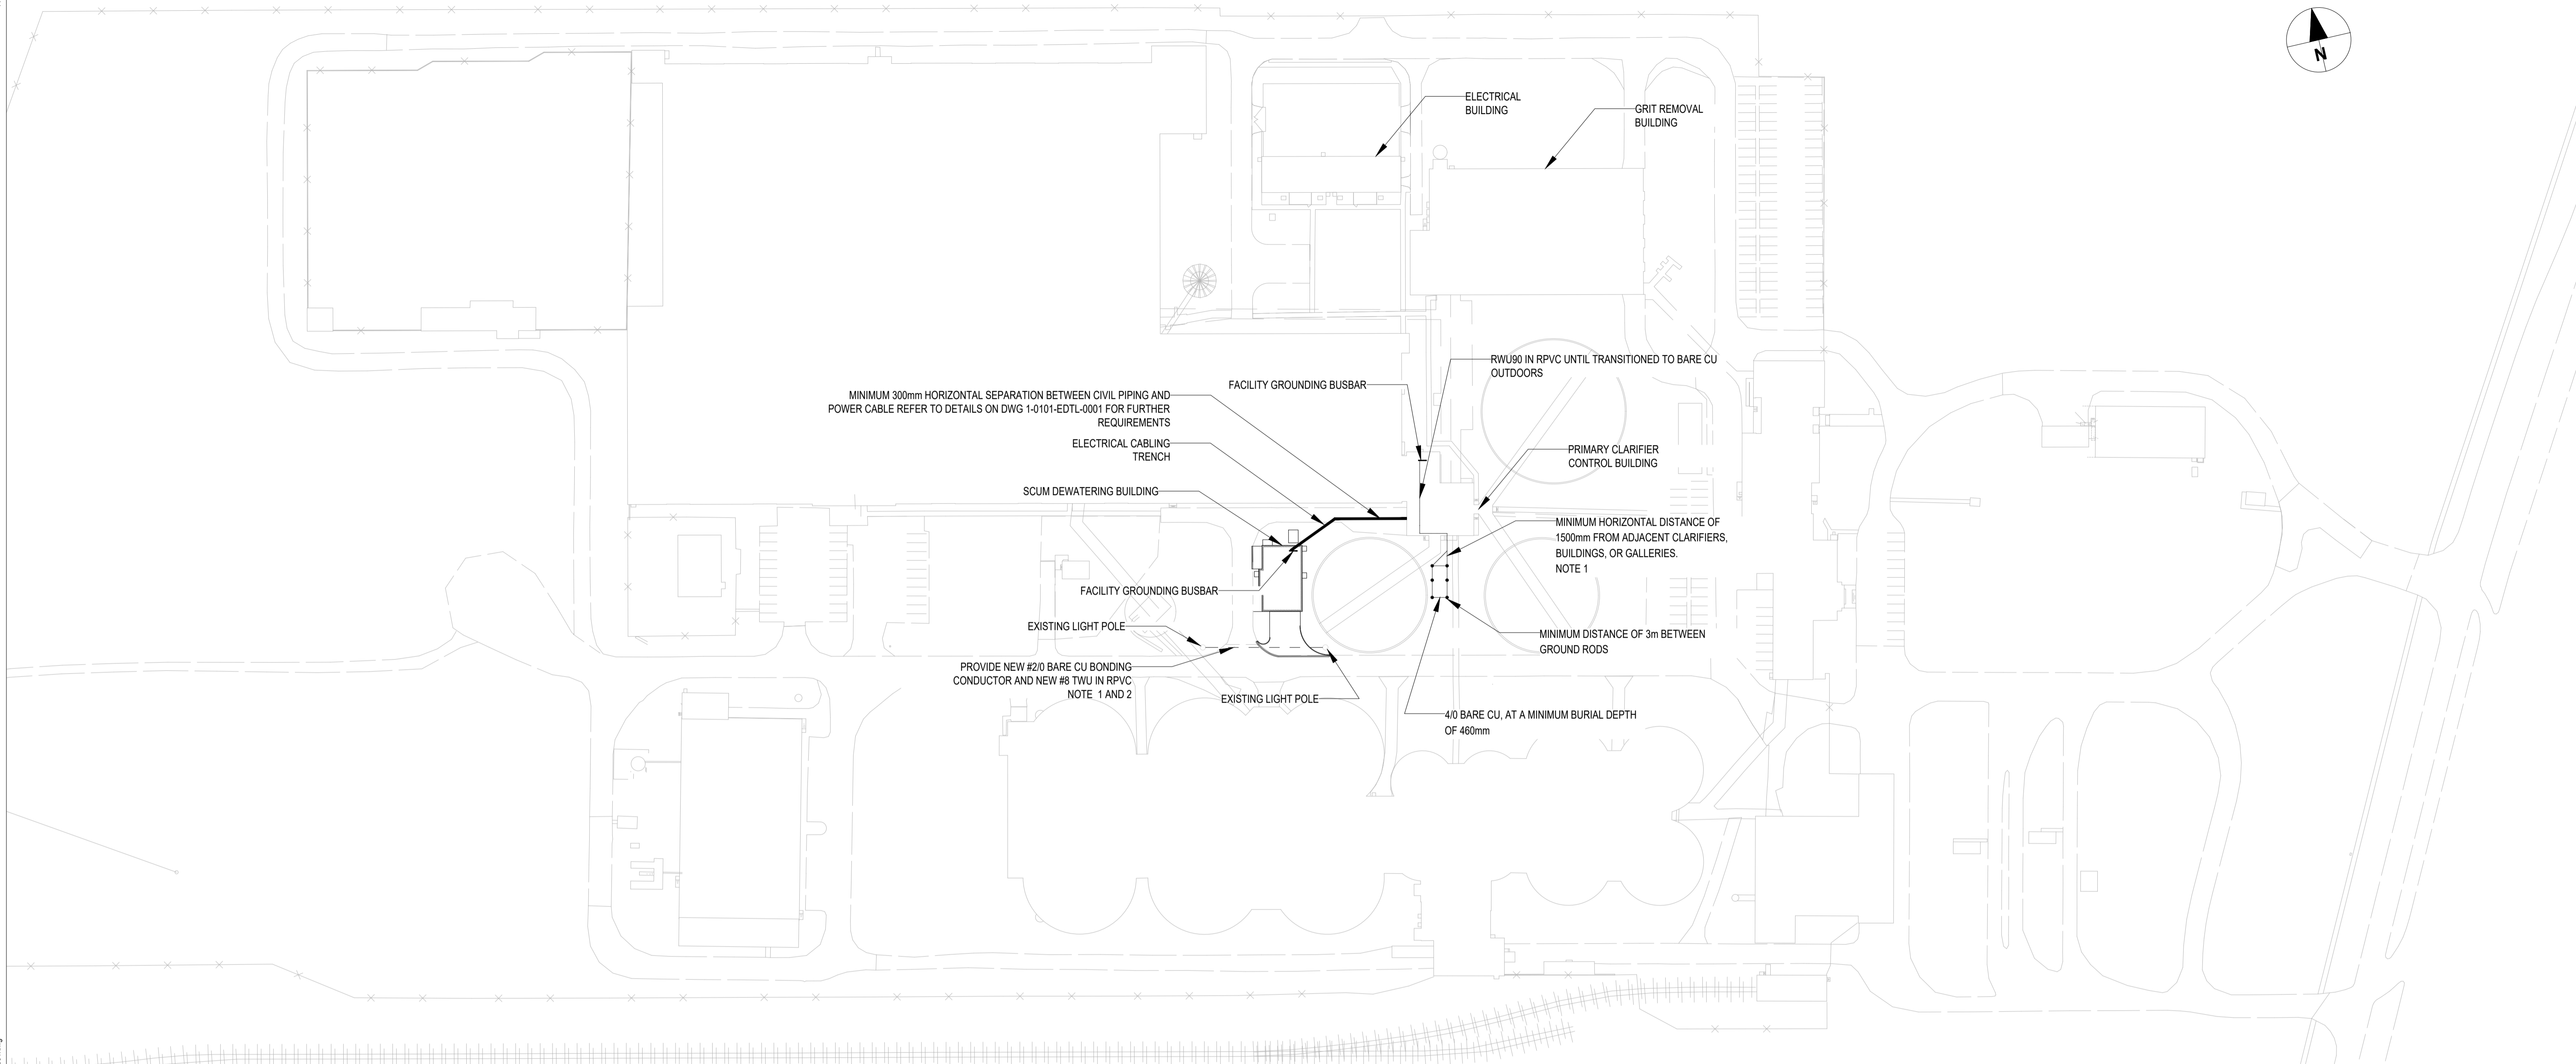 N
ELECTRICAL
BUILDING
GRIT REMOVAL
BUILDING
RWU90 IN RPVC UNTIL TRANSITIONED TO BARE CU
OUTDOORS
FACILITY GROUNDING BUSBAR
MINIMUM 300mm HORIZONTAL SEPARATION BETWEEN CIVIL PIPING AND
POWER CABLE REFER TO DETAILS ON DWG 1-0101-EDTL-0001 FOR FURTHER
REQUIREMENTS
ELECTRICAL CABLING
TRENCH
PRIMARY CLARIFIER
CONTROL BUILDING
SCUM DEWATERING BUILDING
MINIMUM HORIZONTAL DISTANCE OF
1500mm FROM ADJACENT CLARIFIERS,
BUILDINGS, OR GALLERIES.
NOTE 1
FACILITY GROUNDING BUSBAR
EXISTING LIGHT POLE
MINIMUM DISTANCE OF 3m BETWEEN
GROUND RODS
PROVIDE NEW #2/0 BARE CU BONDING
CONDUCTOR AND NEW #8 TWU IN RPVC
NOTE 1 AND 2
EXISTING LIGHT POLE
4/0 BARE CU, AT A MINIMUM BURIAL DEPTH
OF 460mm